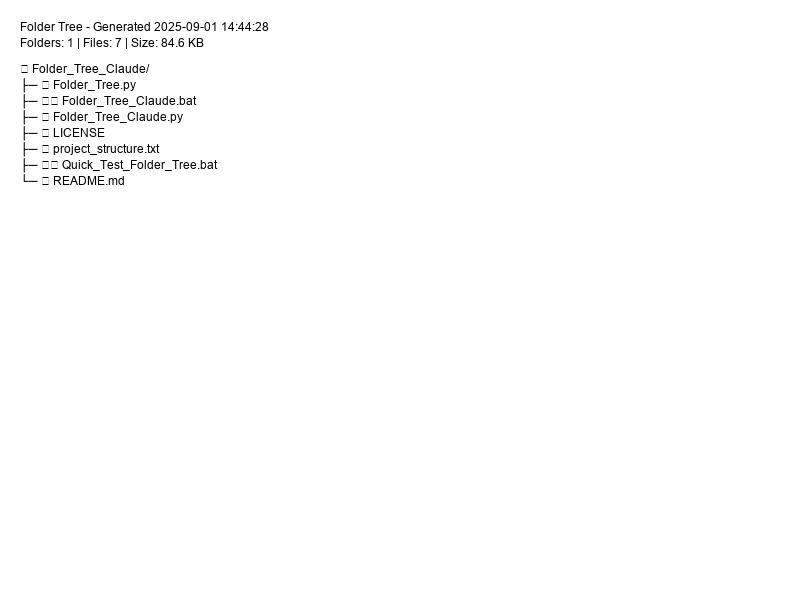 Folder Tree - Generated 2025-09-01 14:44:28
Folders: 1 | Files: 7 | Size: 84.6 KB
□ Folder_Tree_Claude/
├─ □ Folder_Tree.py
├─ □□ Folder_Tree_Claude.bat
├─ □ Folder_Tree_Claude.py
├─ □ LICENSE
├─ □ project_structure.txt
├─ □□ Quick_Test_Folder_Tree.bat
└─ □ README.md